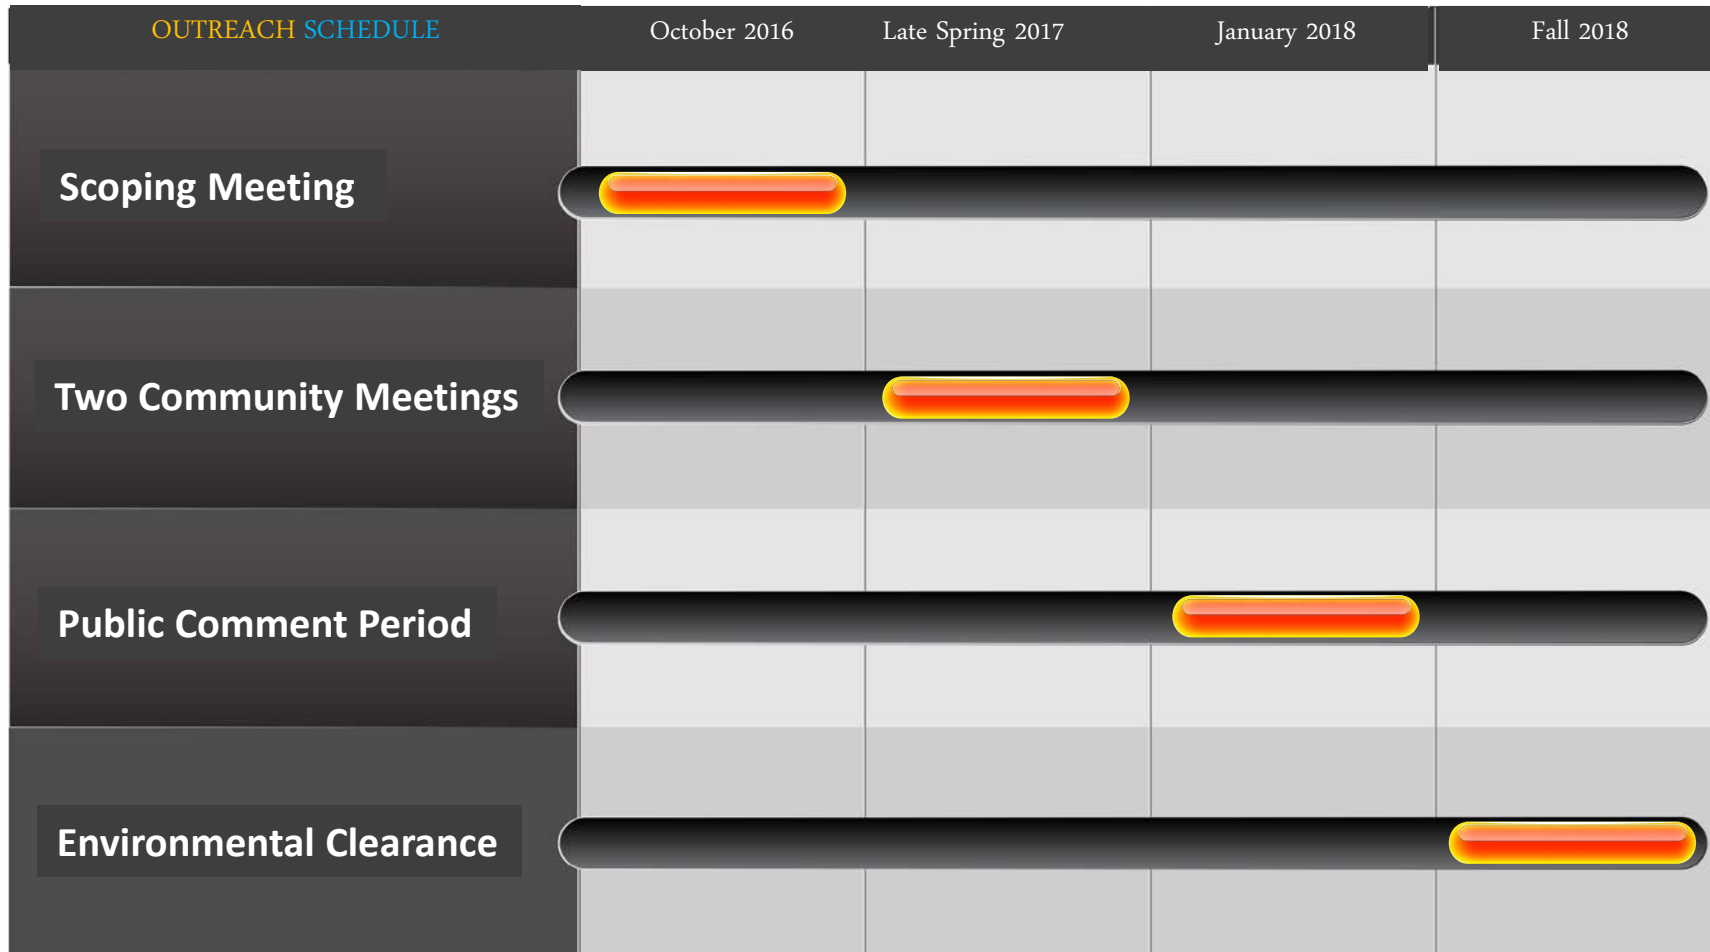 OUTREACH SCHEDULE October 2016 Late Spring 2017 January 2018 Fall 2018
Scoping Meeting
Two Community Meetings
Public Comment Period
Environmental Clearance